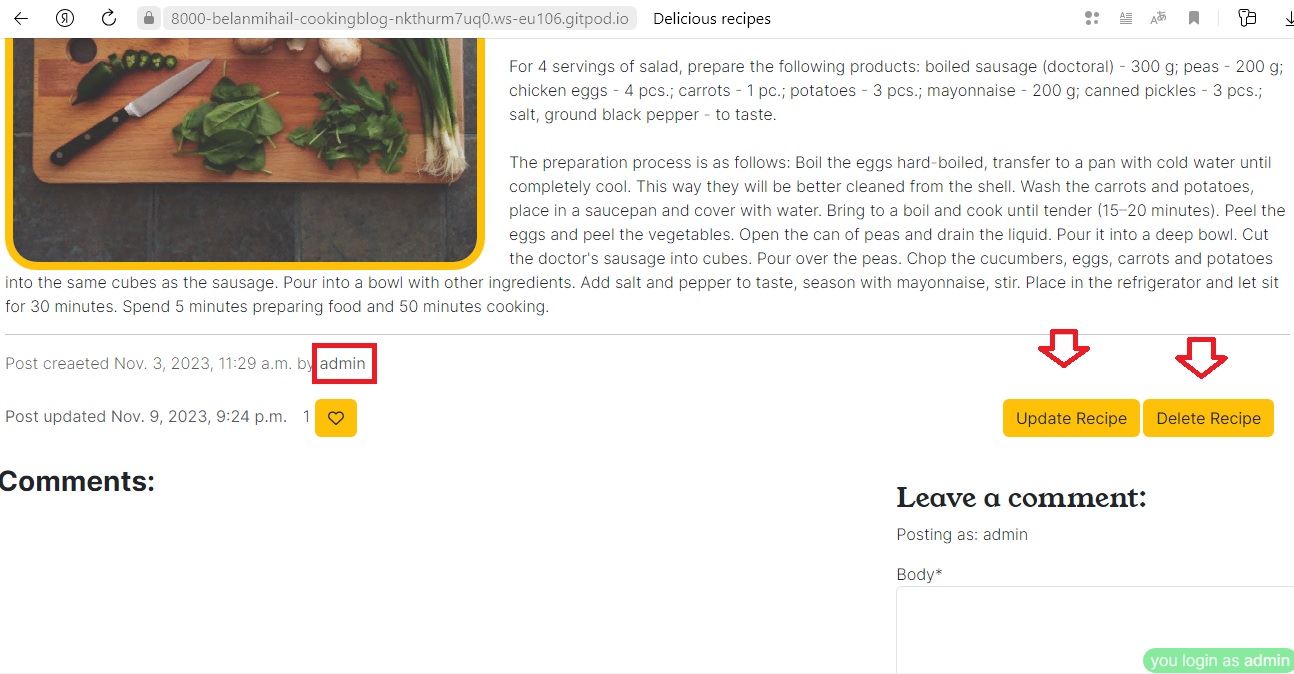 8000-belanmihail-cookingblog-nkthurm7uq0.ws-eu106.gitpod.io Delicious recipes
For 4 servings of salad, prepare the following products: boiled sausage (doctoral) - 300 g; peas - 200 g;
chicken eggs - 4 pcs.; carrots - 1 pc.; potatoes - 3 pcs.; mayonnaise - 200 g; canned pickles - 3 pcs.;
salt, ground black pepper - to taste.
The preparation process is as follows: Boil the eggs hard-boiled, transfer to a pan with cold water until
completely cool. This way they will be better cleaned from the shell. Wash the carrots and potatoes,
place in a saucepan and cover with water. Bring to a boil and cook until tender (15–20 minutes). Peel the
eggs and peel the vegetables. Open the can of peas and drain the liquid. Pour it into a deep bowl. Cut
the doctor's sausage into cubes. Pour over the peas. Chop the cucumbers, eggs, carrots and potatoes
into the same cubes as the sausage. Pour into a bowl with other ingredients. Add salt and pepper to taste, season with mayonnaise, stir. Place in the refrigerator and let sit
for 30 minutes. Spend 5 minutes preparing food and 50 minutes cooking.
Post creaeted Nov. 3, 2023, 11:29 a.m. by admin
Post updated Nov. 9, 2023, 9:24 p.m. 1
Update Recipe Delete Recipe
Comments:
Leave a comment:
Posting as: admin
Body*
you login as admin